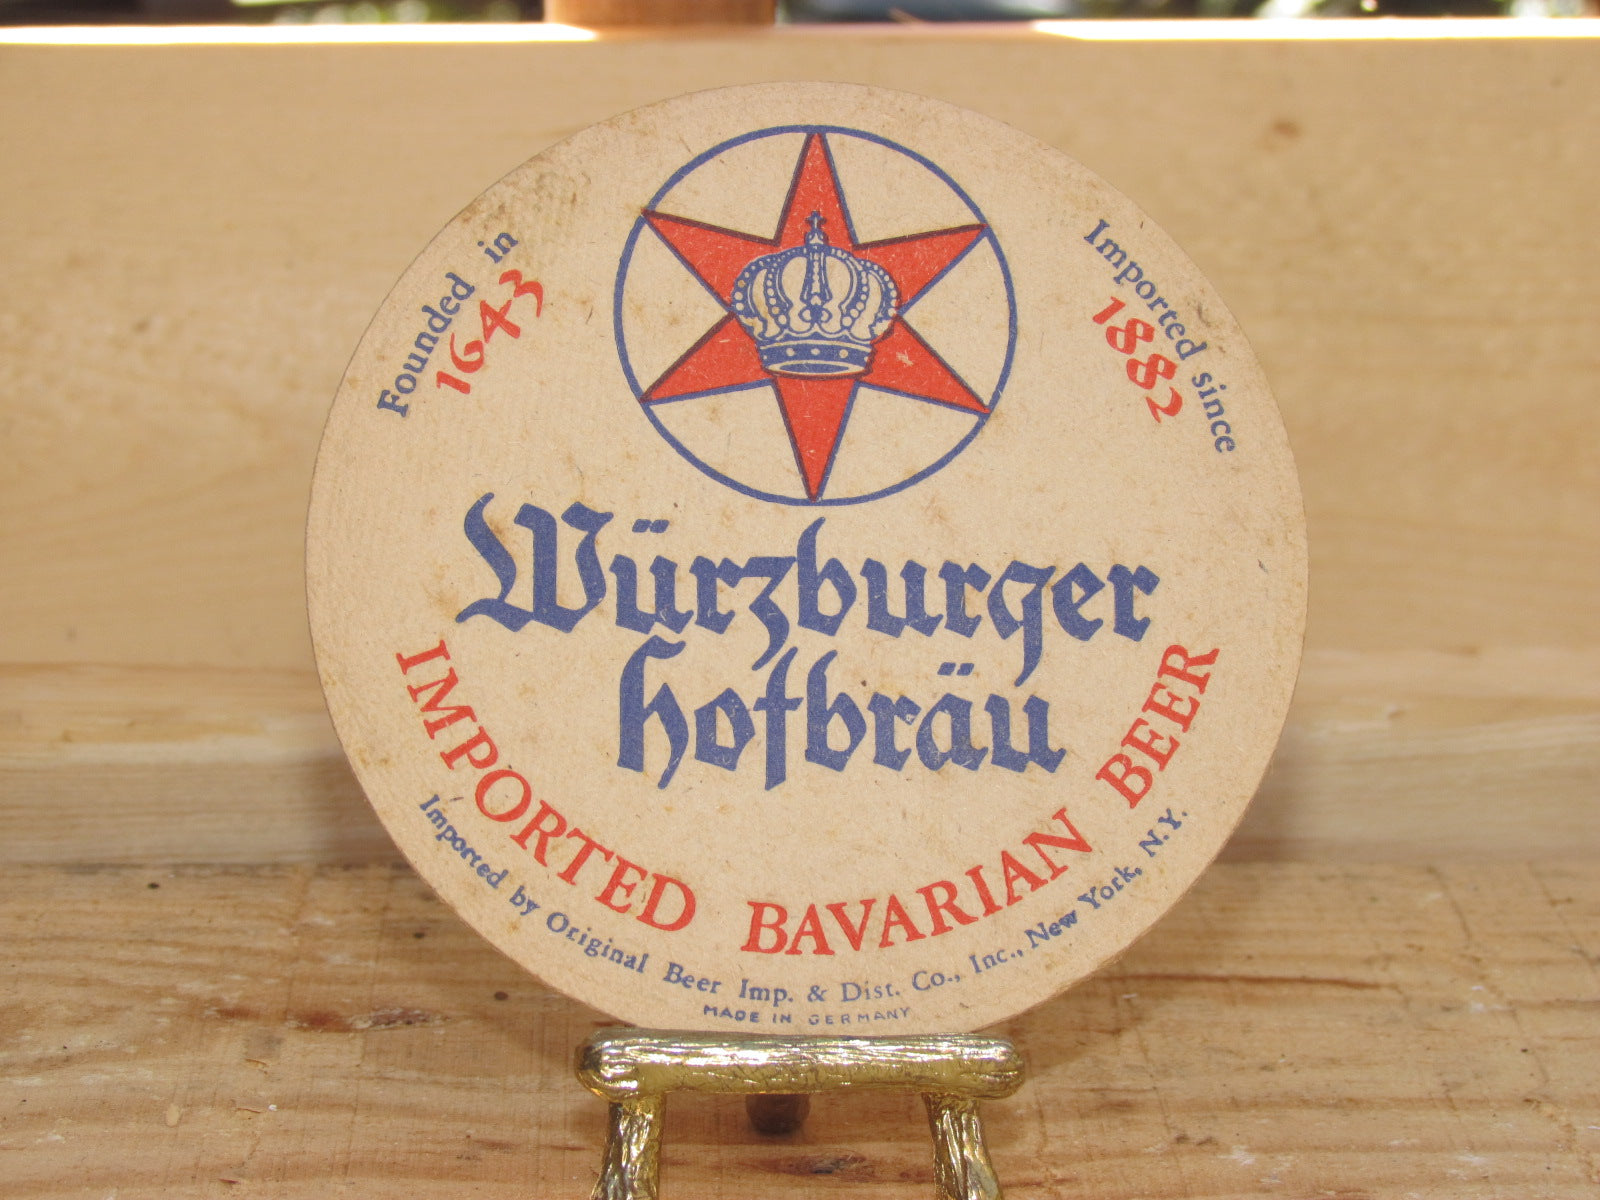 Founded in
1643
Imported since
1882
Würzburger
Hofbräu
IMPORTED BAVARIAN BEER
Imported by Original Beer Imp. & Dist. Co., Inc., New York, N.Y.
MADE IN GERMANY